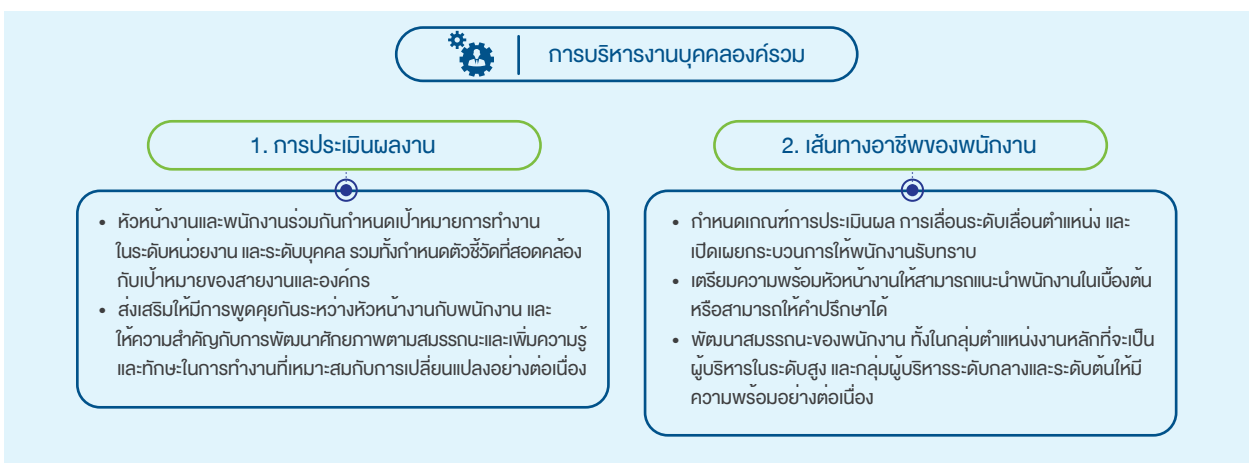 การบริหารงานบุคคลองค์รวม
1. การประเมินผลงาน
• หัวหน้างานและพนักงานร่วมกันกำหนดเป้าหมายการทำงาน
ในระดับหน่วยงาน และระดับบุคคล รวมทั้งกำหนดตัวชี้วัดที่สอดคล้อง
กับเป้าหมายของสายงานและองค์กร
• ส่งเสริมให้มีการพูดคุยกันระหว่างหัวหน้างานกับพนักงาน และ
ให้ความสำคัญกับการพัฒนาศักยภาพตามสมรรถนะและเพิ่มความรู้
และทักษะในการทำงานที่เหมาะสมกับการเปลี่ยนแปลงอย่างต่อเนื่อง
2. เส้นทางอาชีพของพนักงาน
• กำหนดเกณฑ์การประเมินผล การเลื่อนระดับเลื่อนตำแหน่ง และ
เปิดเผยกระบวนการให้พนักงานรับทราบ
• เตรียมความพร้อมหัวหน้างานให้สามารถแนะนำพนักงานในเบื้องต้น
หรือสามารถให้คำปรึกษาได้
• พัฒนาสมรรถนะของพนักงาน ทั้งในกลุ่มตำแหน่งงานหลักที่จะเป็น
ผู้บริหารในระดับสูง และกลุ่มผู้บริหารระดับกลางและระดับต้นให้มี
ความพร้อมอย่างต่อเนื่อง